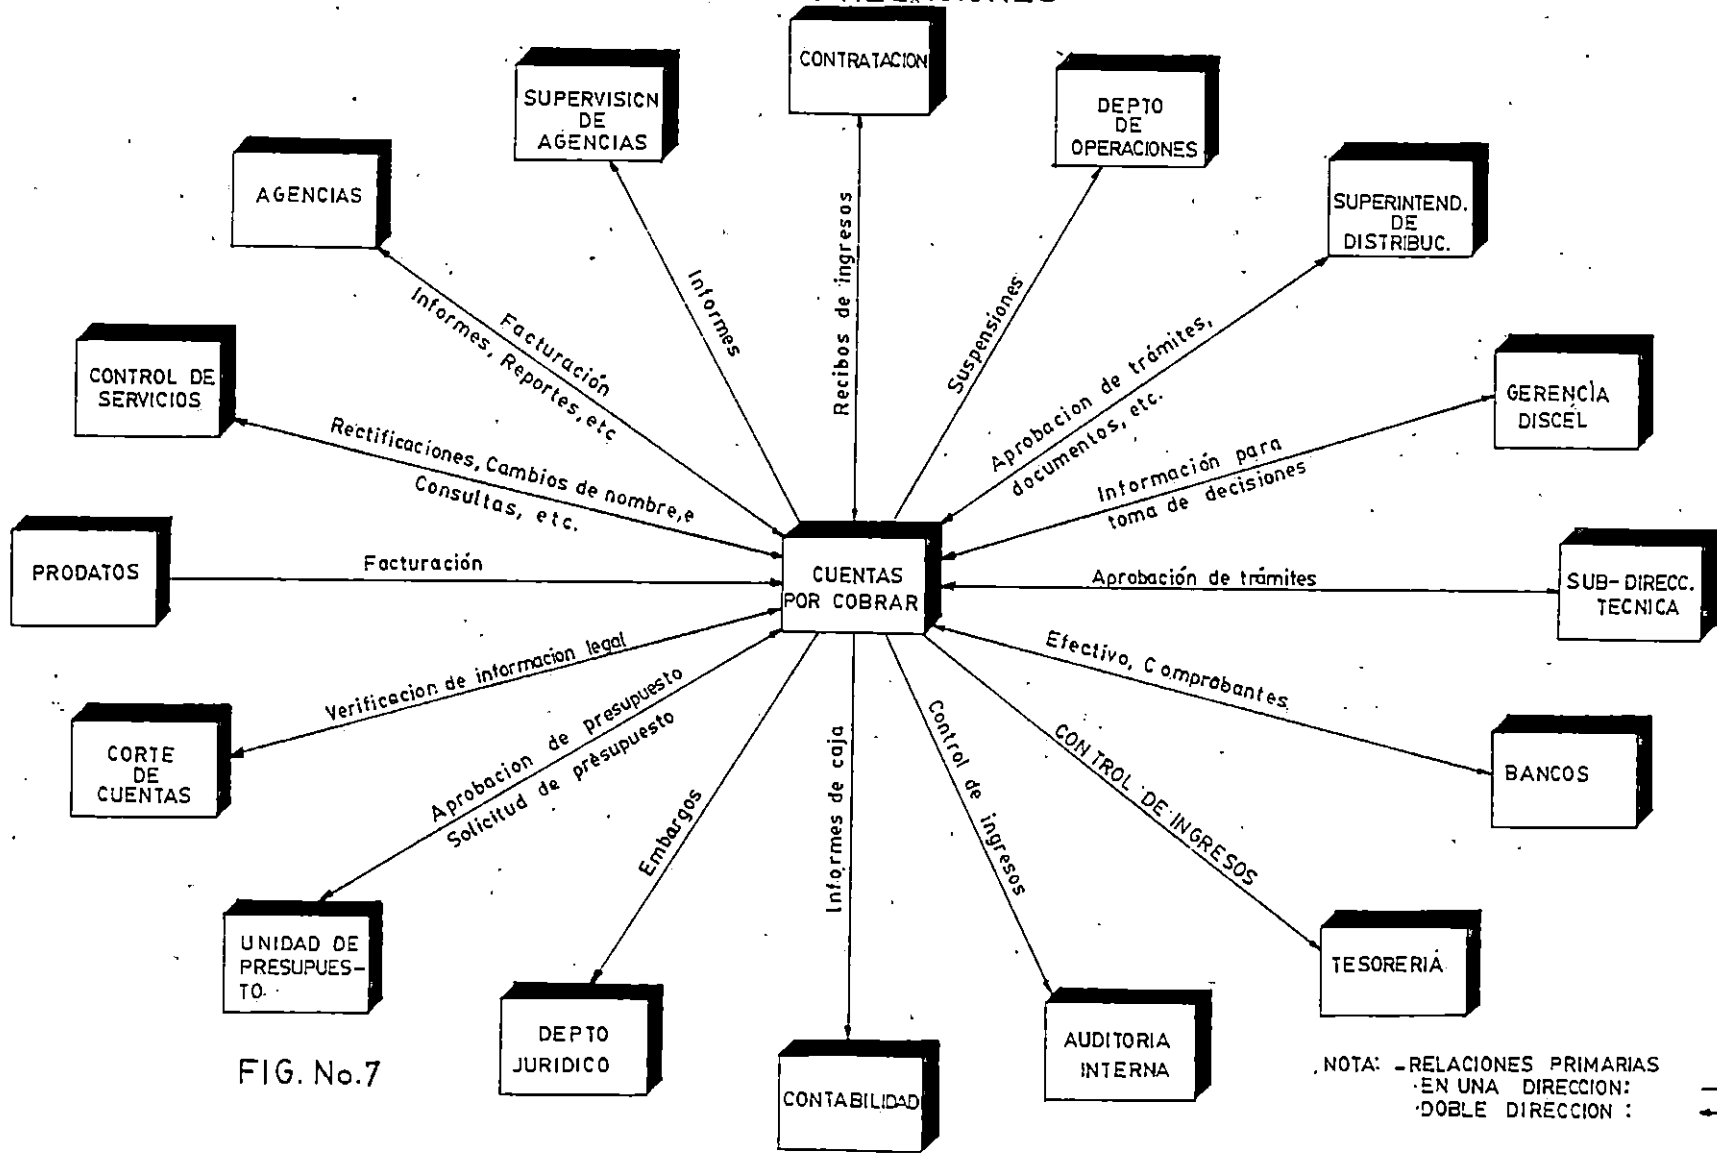 CONTRATACION
SUPERVISICN
DE
AGENCIAS
DEPTO
DE
OPERACIONES
AGENCIAS
SUPERINTEND.
DE
DISTRIBUC.
CONTROL DE
SERVICIOS
GERENCIA
DISCEL
PRODATOS
CUENTAS
POR COBRAR
SUB-DIRECC.
TECNICA
CORTE
DE
CUENTAS
BANCOS
UNIDAD DE
PRESUPUES-
TO.
DEPTO
JURIDICO
CONTABILIDAD
AUDITORIA
INTERNA
TESORERIA
Facturación
Informes, Reportes, etc
Informes
Recibos de ingresos
Suspensiones
Aprobacion de trámites,
documentos, etc.
Información para
toma de decisiones
Rectificaciones, Cambios de nombre, e
Consultas, etc.
Facturación
Aprobación de trámites
Efectivo, Comprobantes
Verificacion de informacion legal
Aprobacion de presupuesto
Solicitud de presupuesto
Embargos
Informes de caja
Control de ingresos
CONTROL DE INGRESOS
FIG. No.7
NOTA: - RELACIONES PRIMARIAS
EN UNA DIRECCION:
DOBLE DIRECCION :